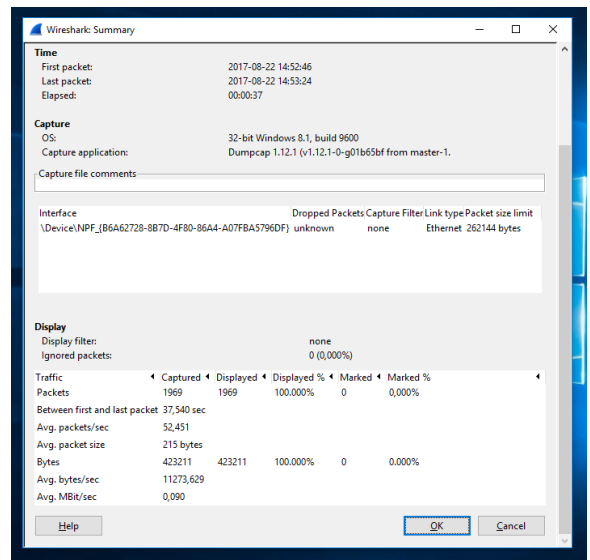 Wireshark: Summary
Time
First packet: 2017-08-22 14:52:46
Last packet: 2017-08-22 14:53:24
Elapsed: 00:00:37
Capture
OS: 32-bit Windows 8.1, build 9600
Capture application: Dumpcap 1.12.1 (v1.12.1-0-g01b65bf from master-1.
Capture file comments
Interface Dropped Packets Capture Filter Link type Packet size limit
\Device\NPF_{B6A62728-8B7D-4F80-86A4-A07FBA5796DF} unknown none Ethernet 262144 bytes
Display
Display filter: none
Ignored packets: 0 (0,000%)
Traffic Captured Displayed Displayed % Marked Marked %
Packets 1969 1969 100.000% 0 0,000%
Between first and last packet 37,540 sec
Avg. packets/sec 52,451
Avg. packet size 215 bytes
Bytes 423211 423211 100.000% 0 0.000%
Avg. bytes/sec 11273,629
Avg. MBit/sec 0,090
Help OK Cancel